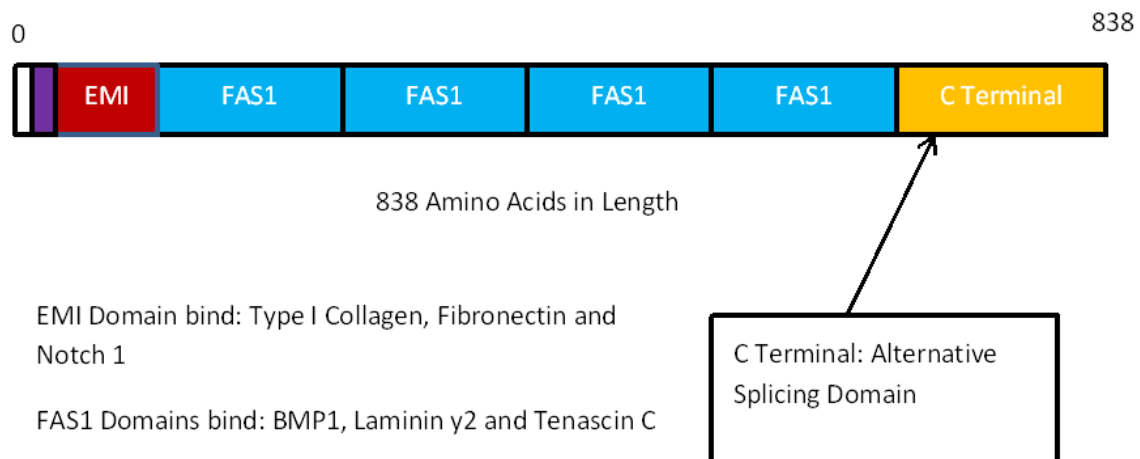 0
838
EMI FAS1 FAS1 FAS1 FAS1 C Terminal
838 Amino Acids in Length
EMI Domain bind: Type I Collagen, Fibronectin and
Notch 1
FAS1 Domains bind: BMP1, Laminin y2 and Tenascin C
C Terminal: Alternative
Splicing Domain